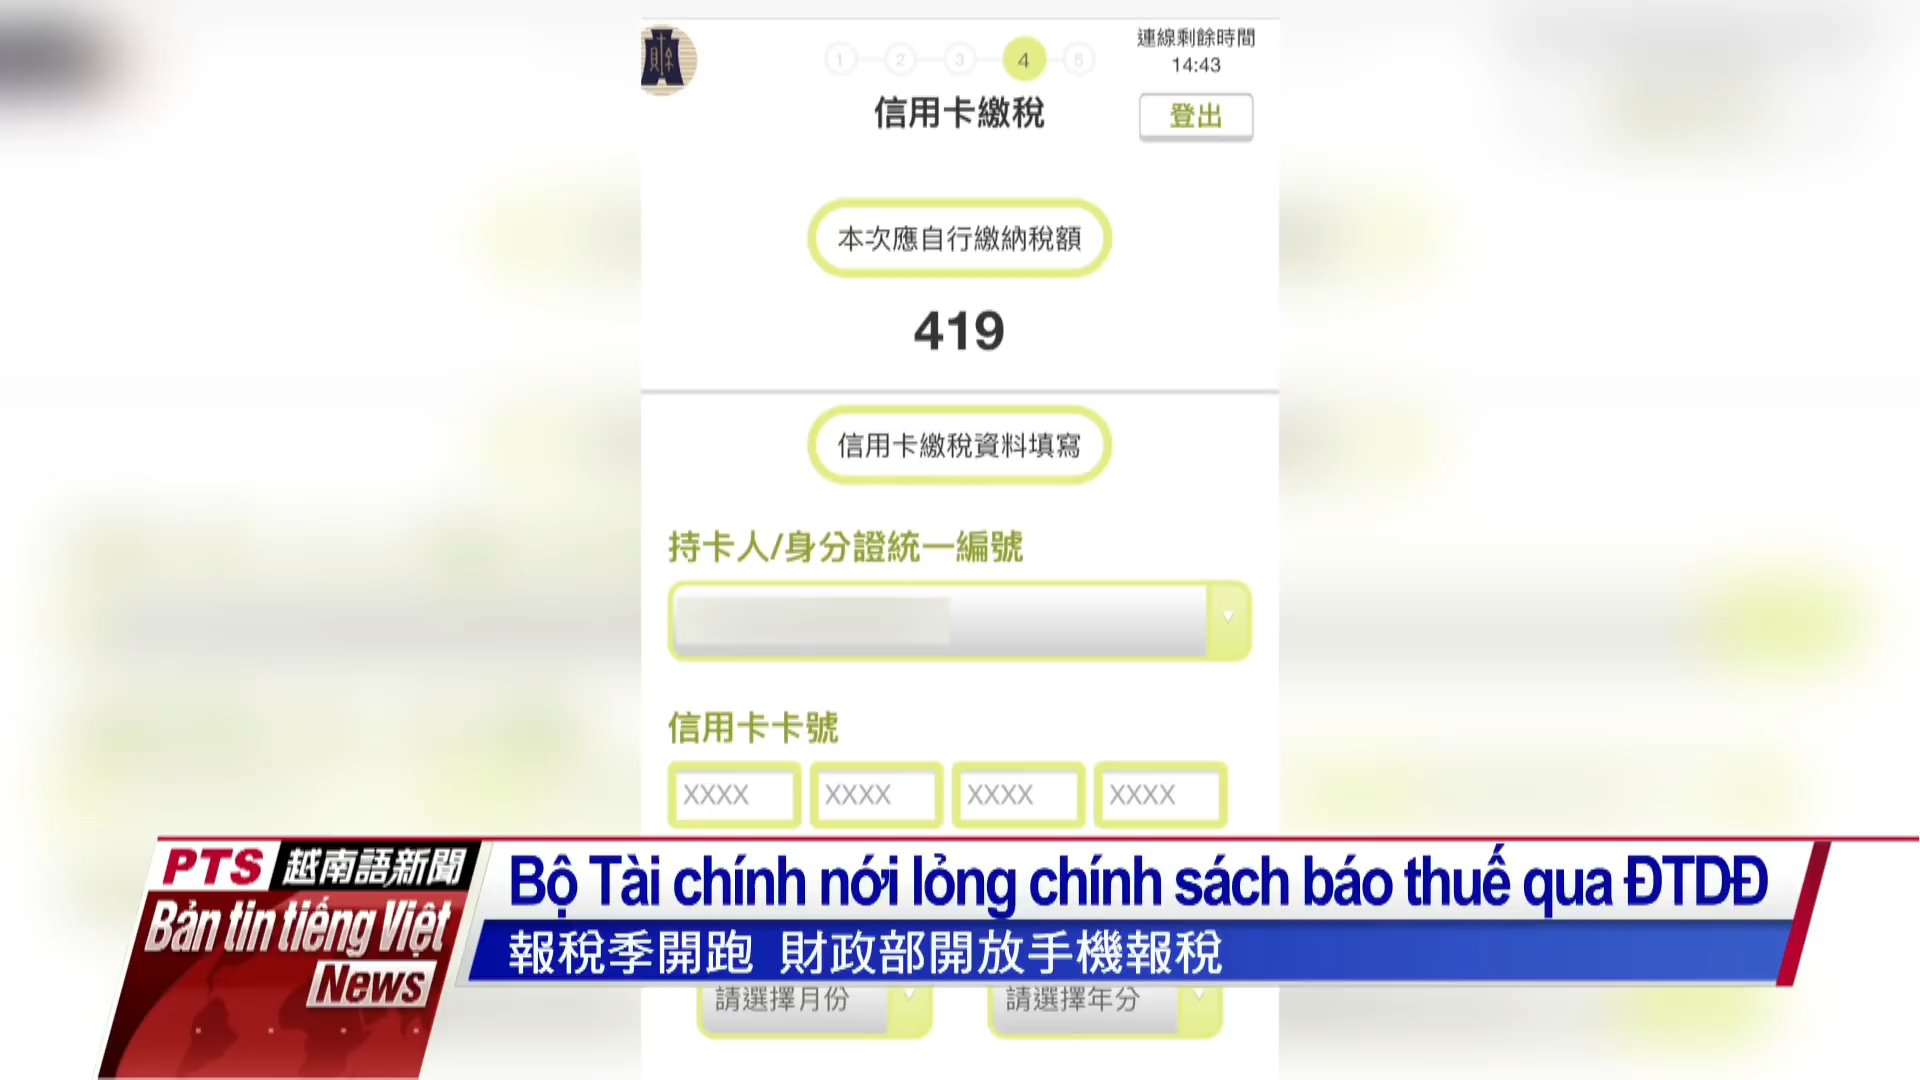 1 2 3 4 5
連線剩餘時間
14:43
信用卡繳稅
登出
本次應自行繳納稅額
419
信用卡繳稅資料填寫
持卡人/身分證統一編號
信用卡卡號
XXXX XXXX XXXX XXXX
PTS 越南語新聞
Bản tin tiếng Việt
News
Bộ Tài chính nới lỏng chính sách báo thuế qua ĐTDĐ
報稅季開跑 財政部開放手機報稅
請選擇月份 請選擇年分